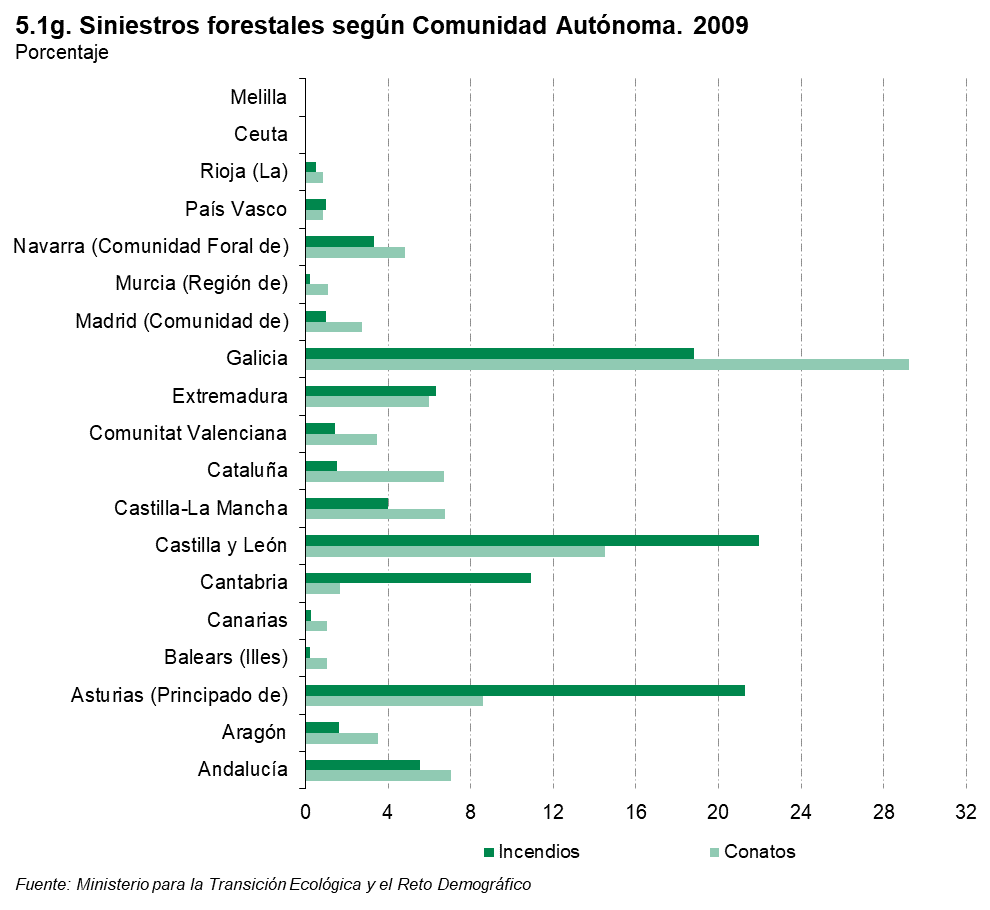 5.1g. Siniestros forestales según Comunidad Autónoma. 2009
Porcentaje
Melilla
Ceuta
Rioja (La)
País Vasco
Navarra (Comunidad Foral de)
Murcia (Región de)
Madrid (Comunidad de)
Galicia
Extremadura
Comunitat Valenciana
Cataluña
Castilla-La Mancha
Castilla y León
Cantabria
Canarias
Balears (Illes)
Asturias (Principado de)
Aragón
Andalucía
0 4 8 12 16 20 24 28 32
Incendios Conatos
Fuente: Ministerio para la Transición Ecológica y el Reto Demográfico